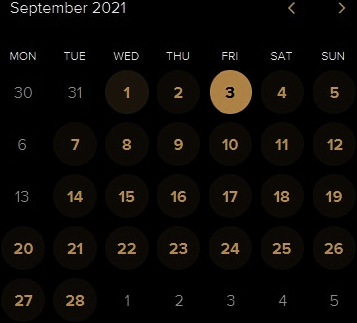 September 2021
MON TUE WED THU FRI SAT SUN
30 31 1 2 3 4 5
6 7 8 9 10 11 12
13 14 15 16 17 18 19
20 21 22 23 24 25 26
27 28 1 2 3 4 5